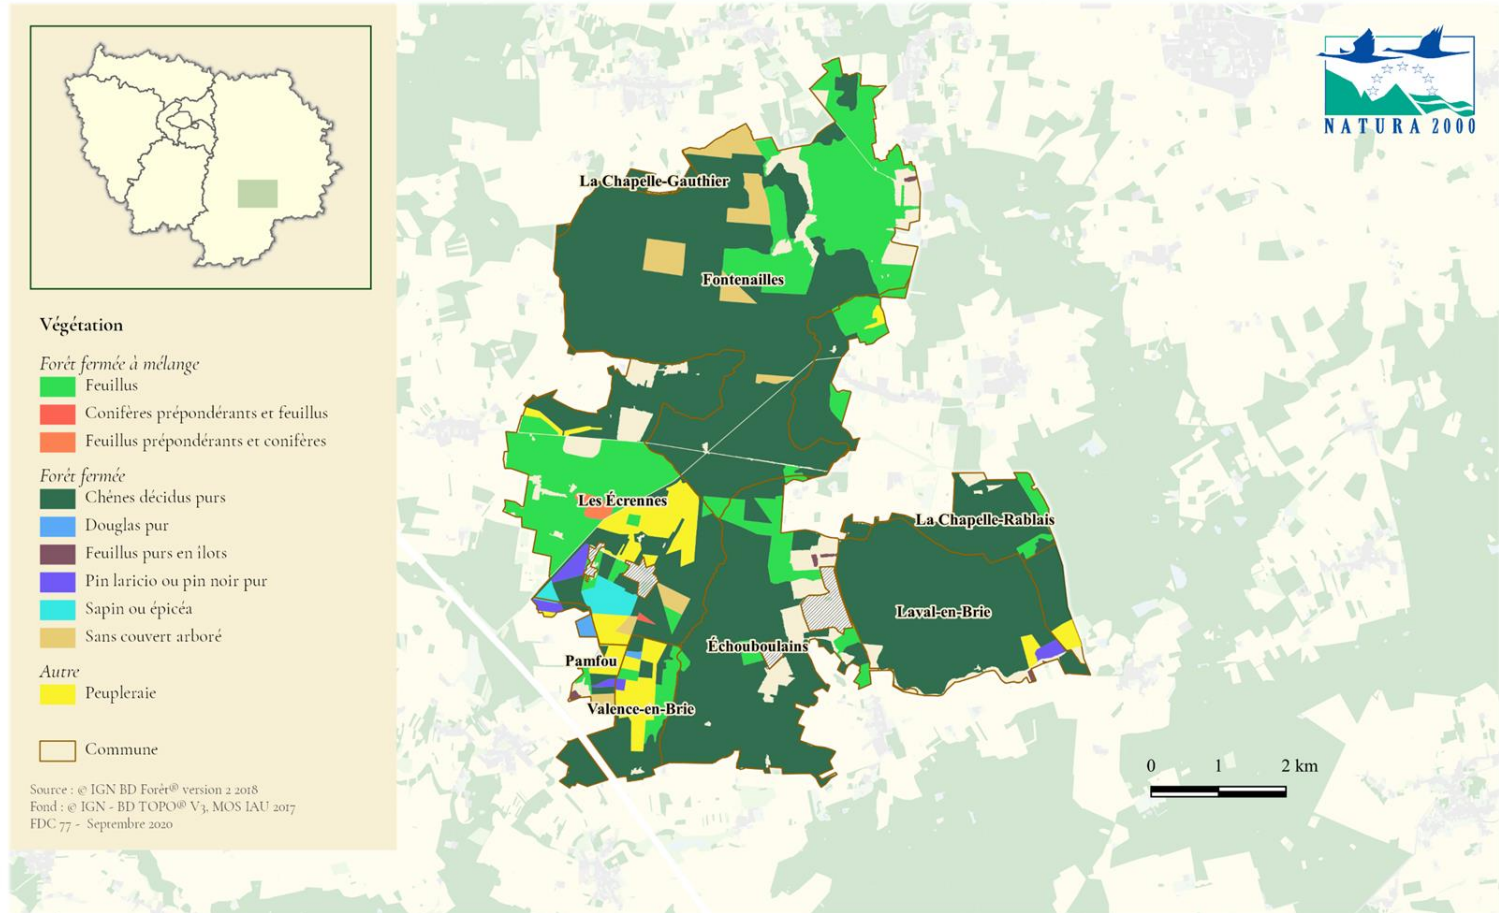 Végétation
Forêt fermée à mélange
Feuillus
Conifères prépondérants et feuillus
Feuillus prépondérants et conifères
Forêt fermée
Chênes décidus purs
Douglas pur
Feuillus purs en îlots
Pin laricio ou pin noir pur
Sapin ou épicéa
Sans couvert arboré
Autre
Peupleraie
Commune
Source : © IGN BD Forêt® version 2 2018
Fond : © IGN - BD TOPO® V3, MOS IAU 2017
FDC 77 - Septembre 2020
NATURA 2000
La Chapelle-Gauthier
Fontenailles
Les Écrennes
La Chapelle-Rablais
Laval-en-Brie
Échouboulains
Pamfou
Valence-en-Brie
0 1 2 km